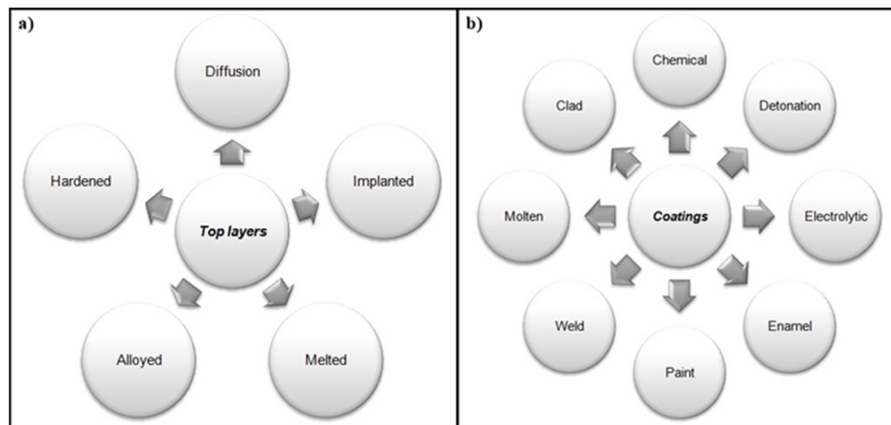 a)
Diffusion
Hardened
Implanted
Top layers
Alloyed
Melted
b)
Chemical
Clad
Detonation
Molten
Coatings
Electrolytic
Weld
Enamel
Paint